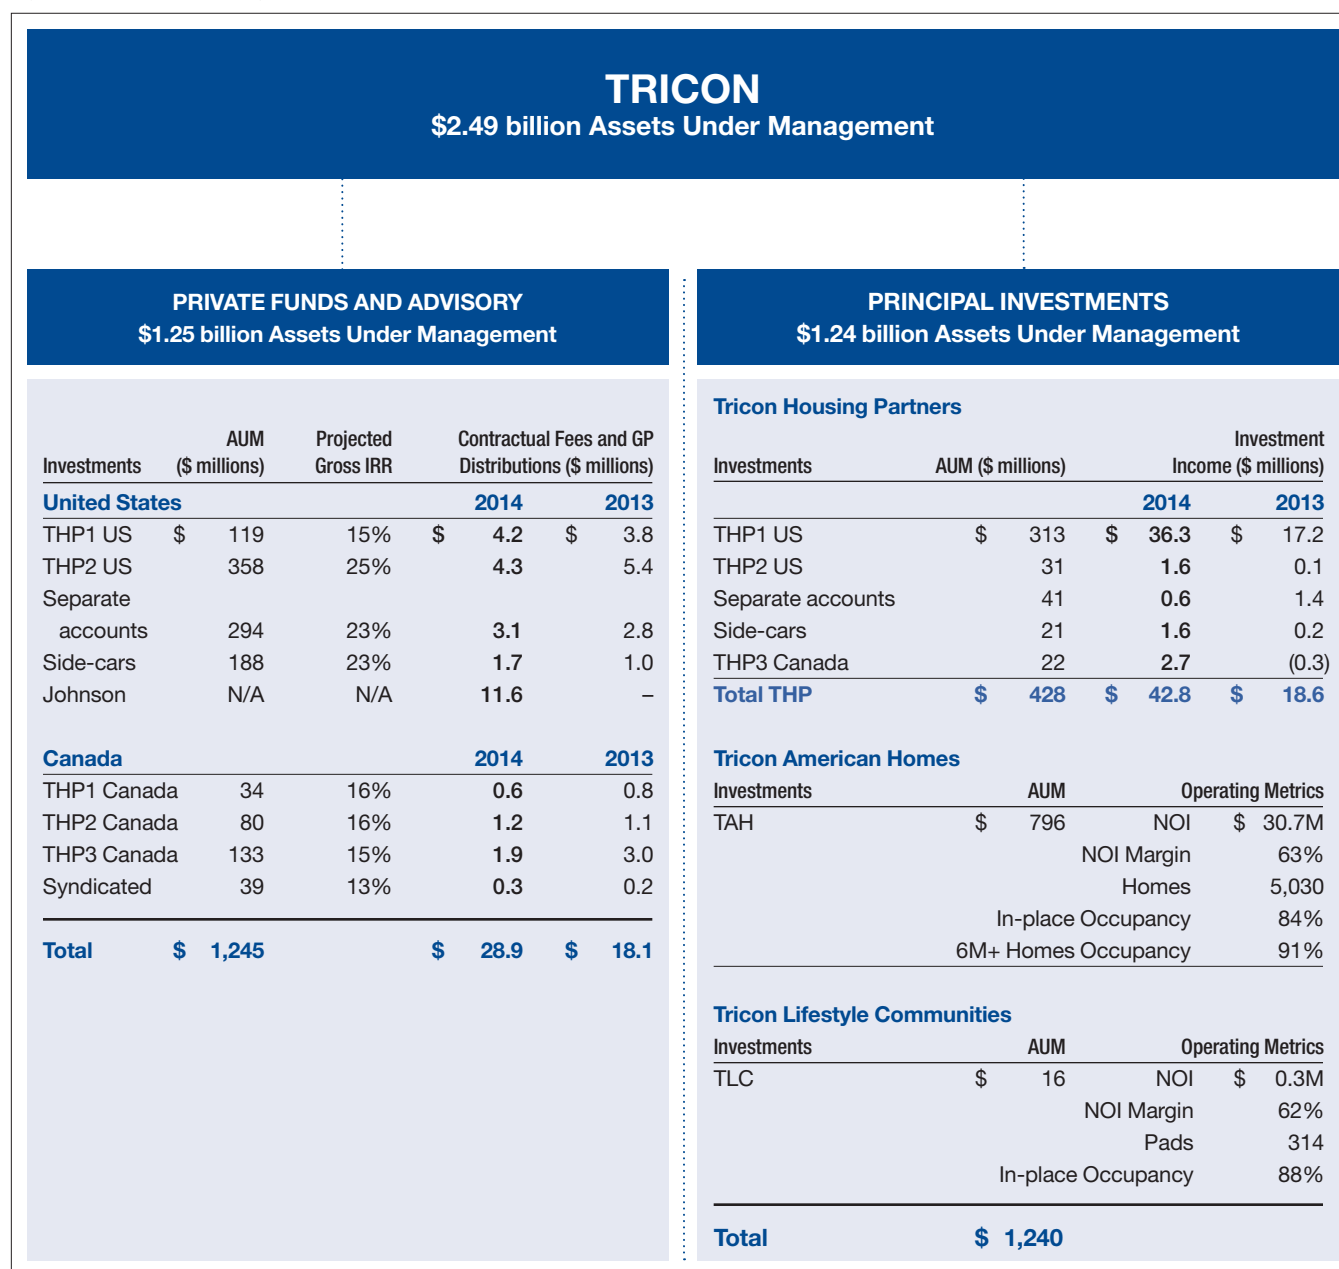 TRICON
$2.49 billion Assets Under Management
PRIVATE FUNDS AND ADVISORY
$1.25 billion Assets Under Management
AUM Projected Contractual Fees and GP
Investments ($ millions) Gross IRR Distributions ($ millions)
United States 2014 2013
THP1 US $ 119 15% $ 4.2 $ 3.8
THP2 US 358 25% 4.3 5.4
Separate
accounts 294 23% 3.1 2.8
Side-cars 188 23% 1.7 1.0
Johnson N/A N/A 11.6 –
Canada 2014 2013
THP1 Canada 34 16% 0.6 0.8
THP2 Canada 80 16% 1.2 1.1
THP3 Canada 133 15% 1.9 3.0
Syndicated 39 13% 0.3 0.2
Total $ 1,245 $ 28.9 $ 18.1
PRINCIPAL INVESTMENTS
$1.24 billion Assets Under Management
Tricon Housing Partners
Investment
Investments AUM ($ millions) Income ($ millions)
2014 2013
THP1 US $ 313 $ 36.3 $ 17.2
THP2 US 31 1.6 0.1
Separate accounts 41 0.6 1.4
Side-cars 21 1.6 0.2
THP3 Canada 22 2.7 (0.3)
Total THP $ 428 $ 42.8 $ 18.6
Tricon American Homes
Investments AUM Operating Metrics
TAH $ 796 NOI $ 30.7M
NOI Margin 63%
Homes 5,030
In-place Occupancy 84%
6M+ Homes Occupancy 91%
Tricon Lifestyle Communities
Investments AUM Operating Metrics
TLC $ 16 NOI $ 0.3M
NOI Margin 62%
Pads 314
In-place Occupancy 88%
Total $ 1,240